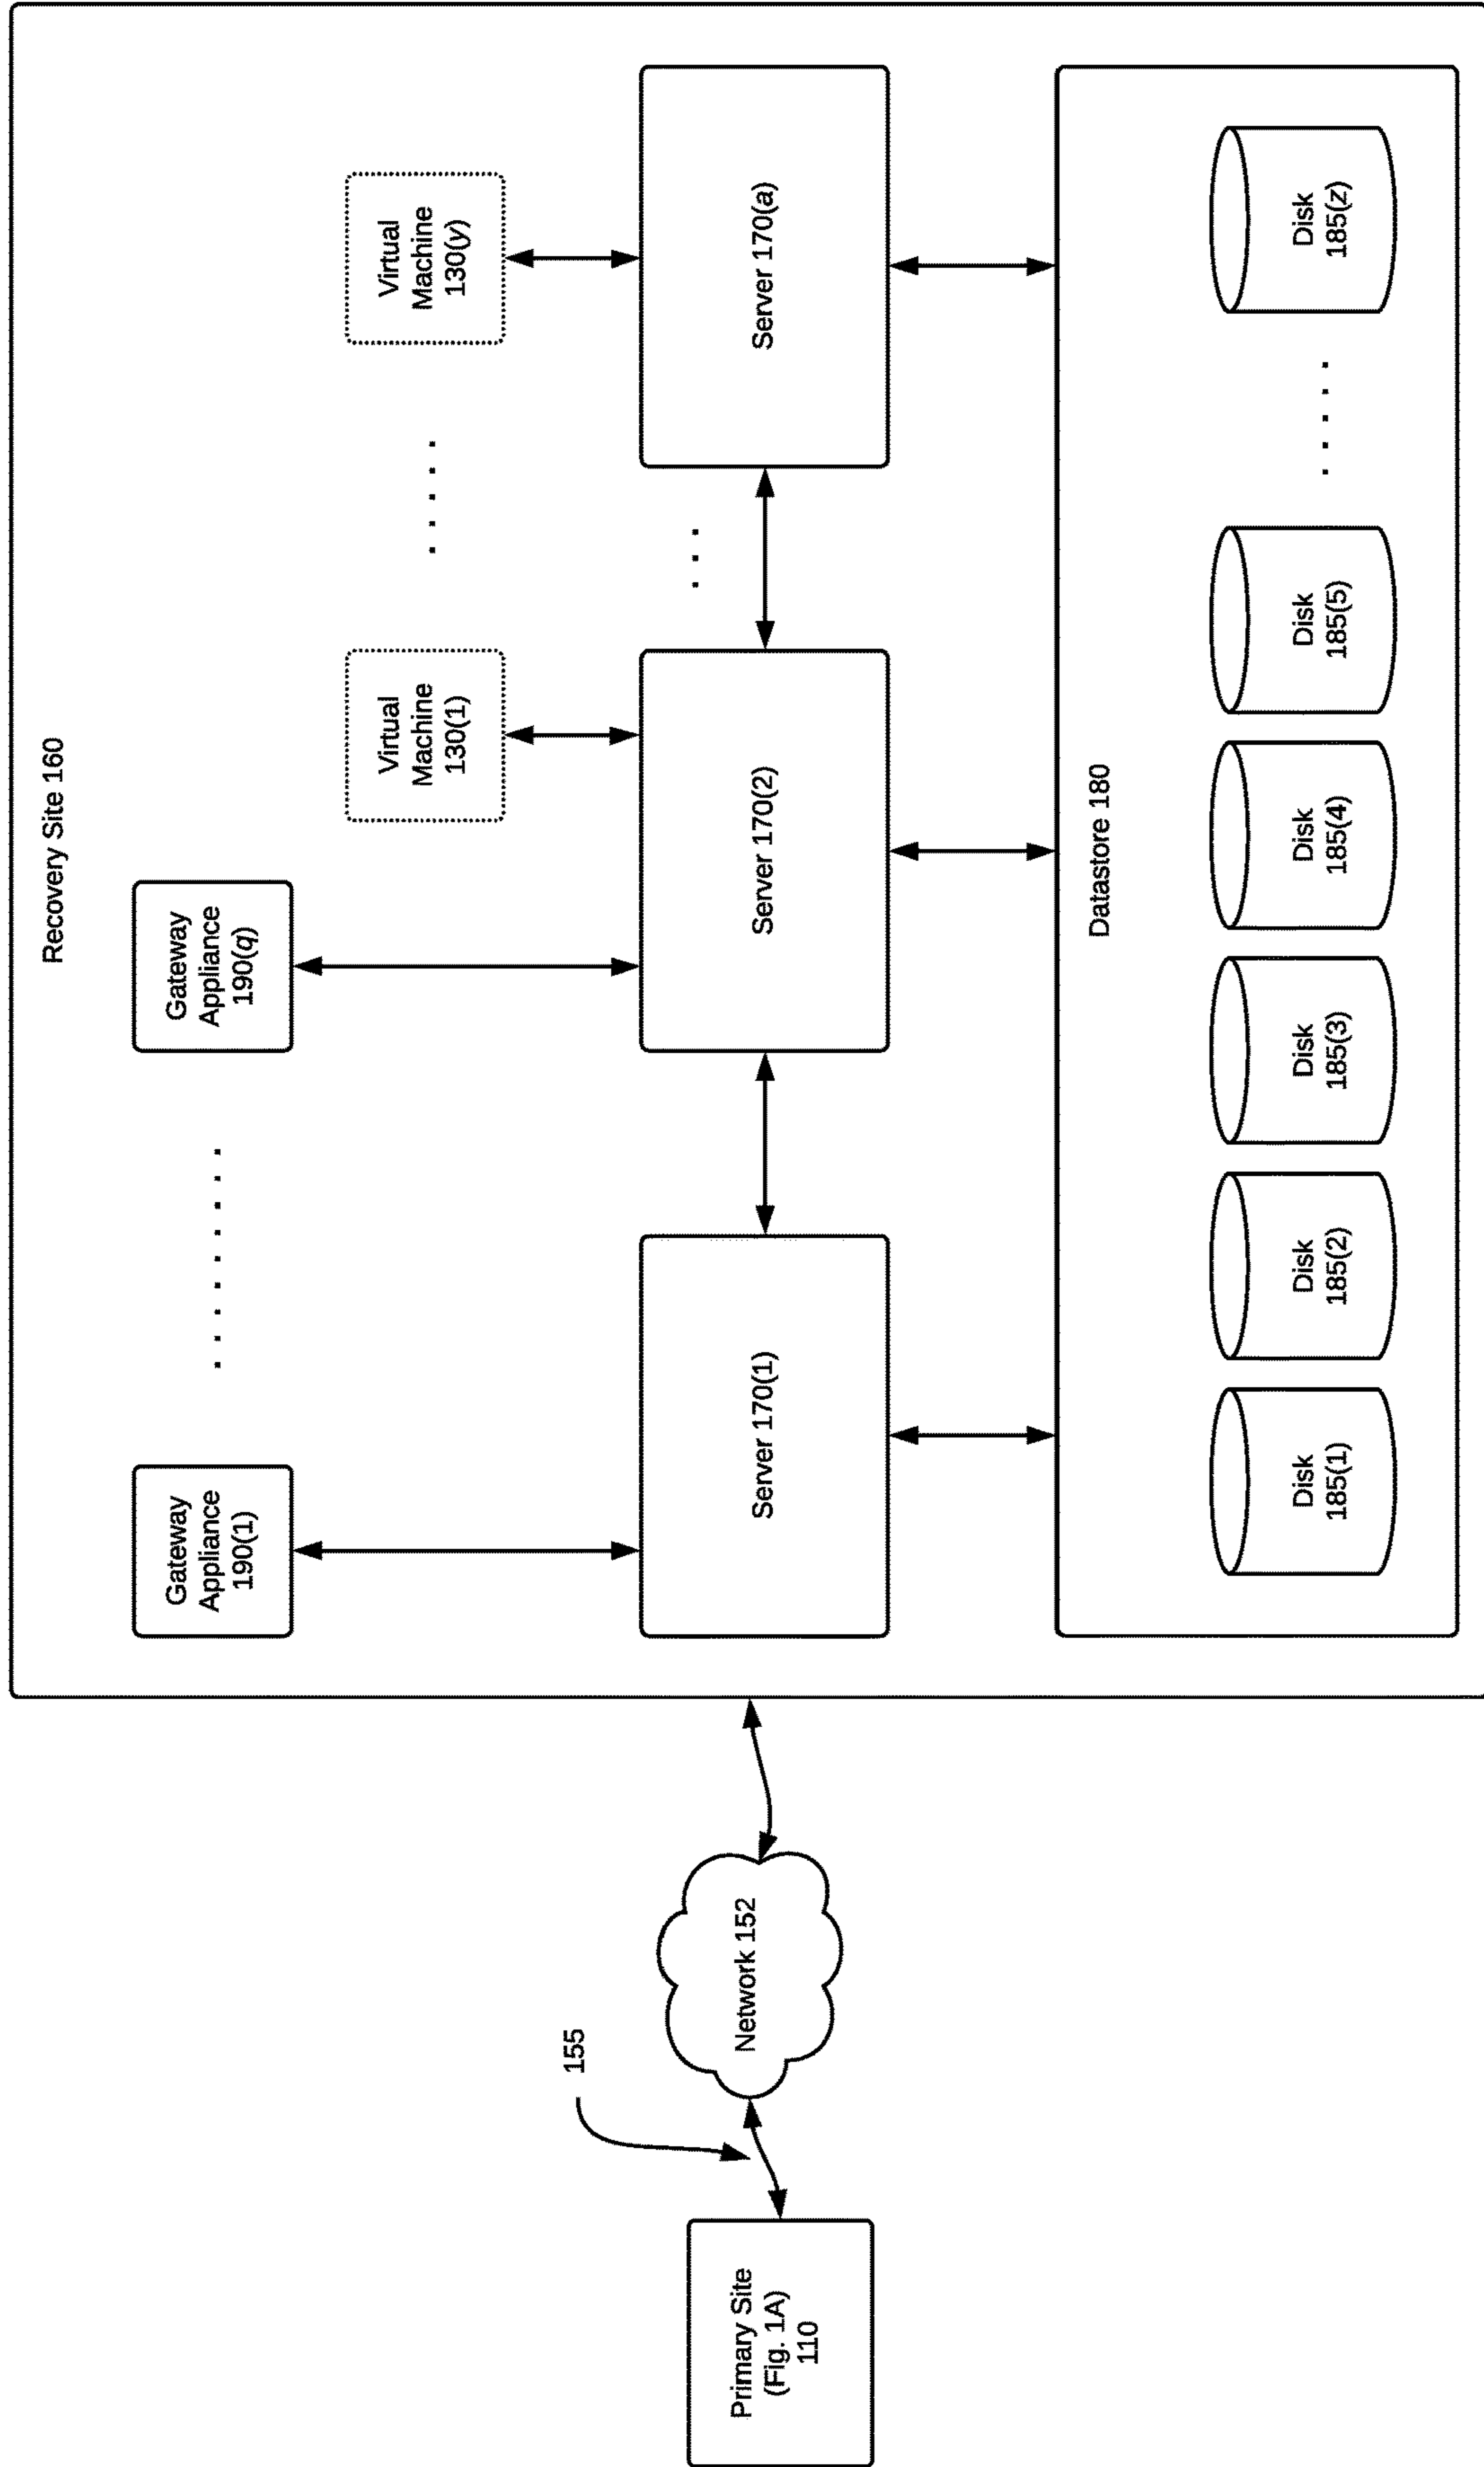 Recovery Site 160
Gateway
Appliance
190(1)
Gateway
Appliance
190(q)
Virtual
Machine
130(1)
Virtual
Machine
130(y)
Server 170(1)
Server 170(2)
Server 170(a)
Datastore 180
Disk
185(1)
Disk
185(2)
Disk
185(3)
Disk
185(4)
Disk
185(5)
Disk
185(z)
155
Network 152
Primary Site
(Fig. 1A)
110